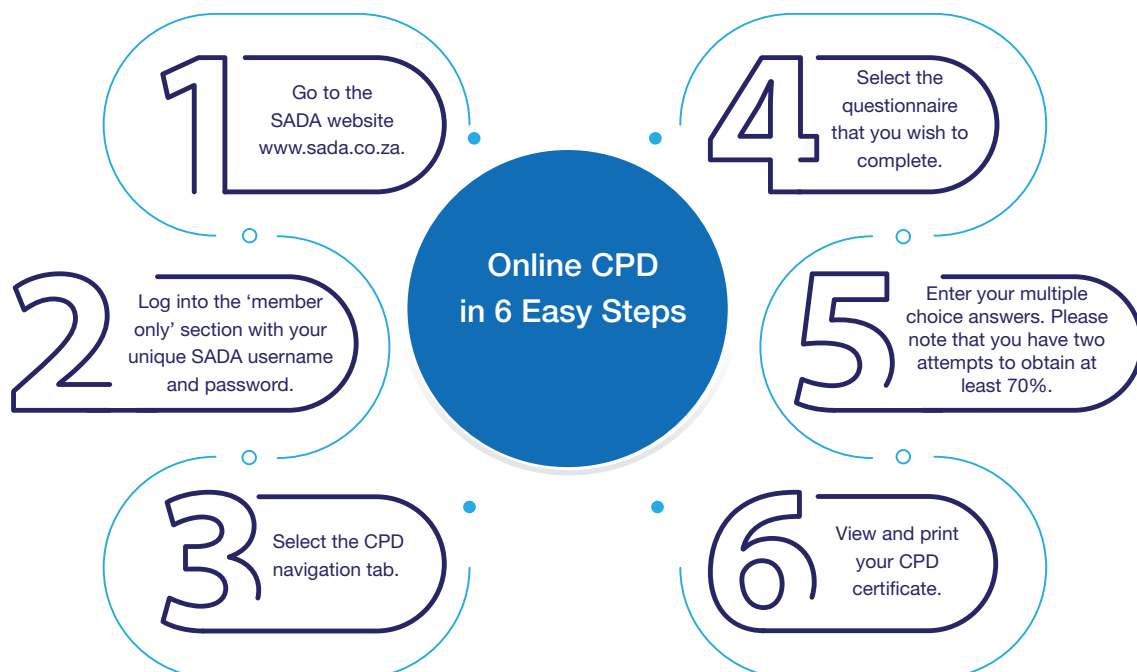 Online CPD
in 6 Easy Steps
1
Go to the
SADA website
www.sada.co.za.
2
Log into the ‘member
only’ section with your
unique SADA username
and password.
3
Select the CPD
navigation tab.
4
Select the
questionnaire
that you wish to
complete.
5
Enter your multiple
choice answers. Please
note that you have two
attempts to obtain at
least 70%.
6
View and print
your CPD
certificate.